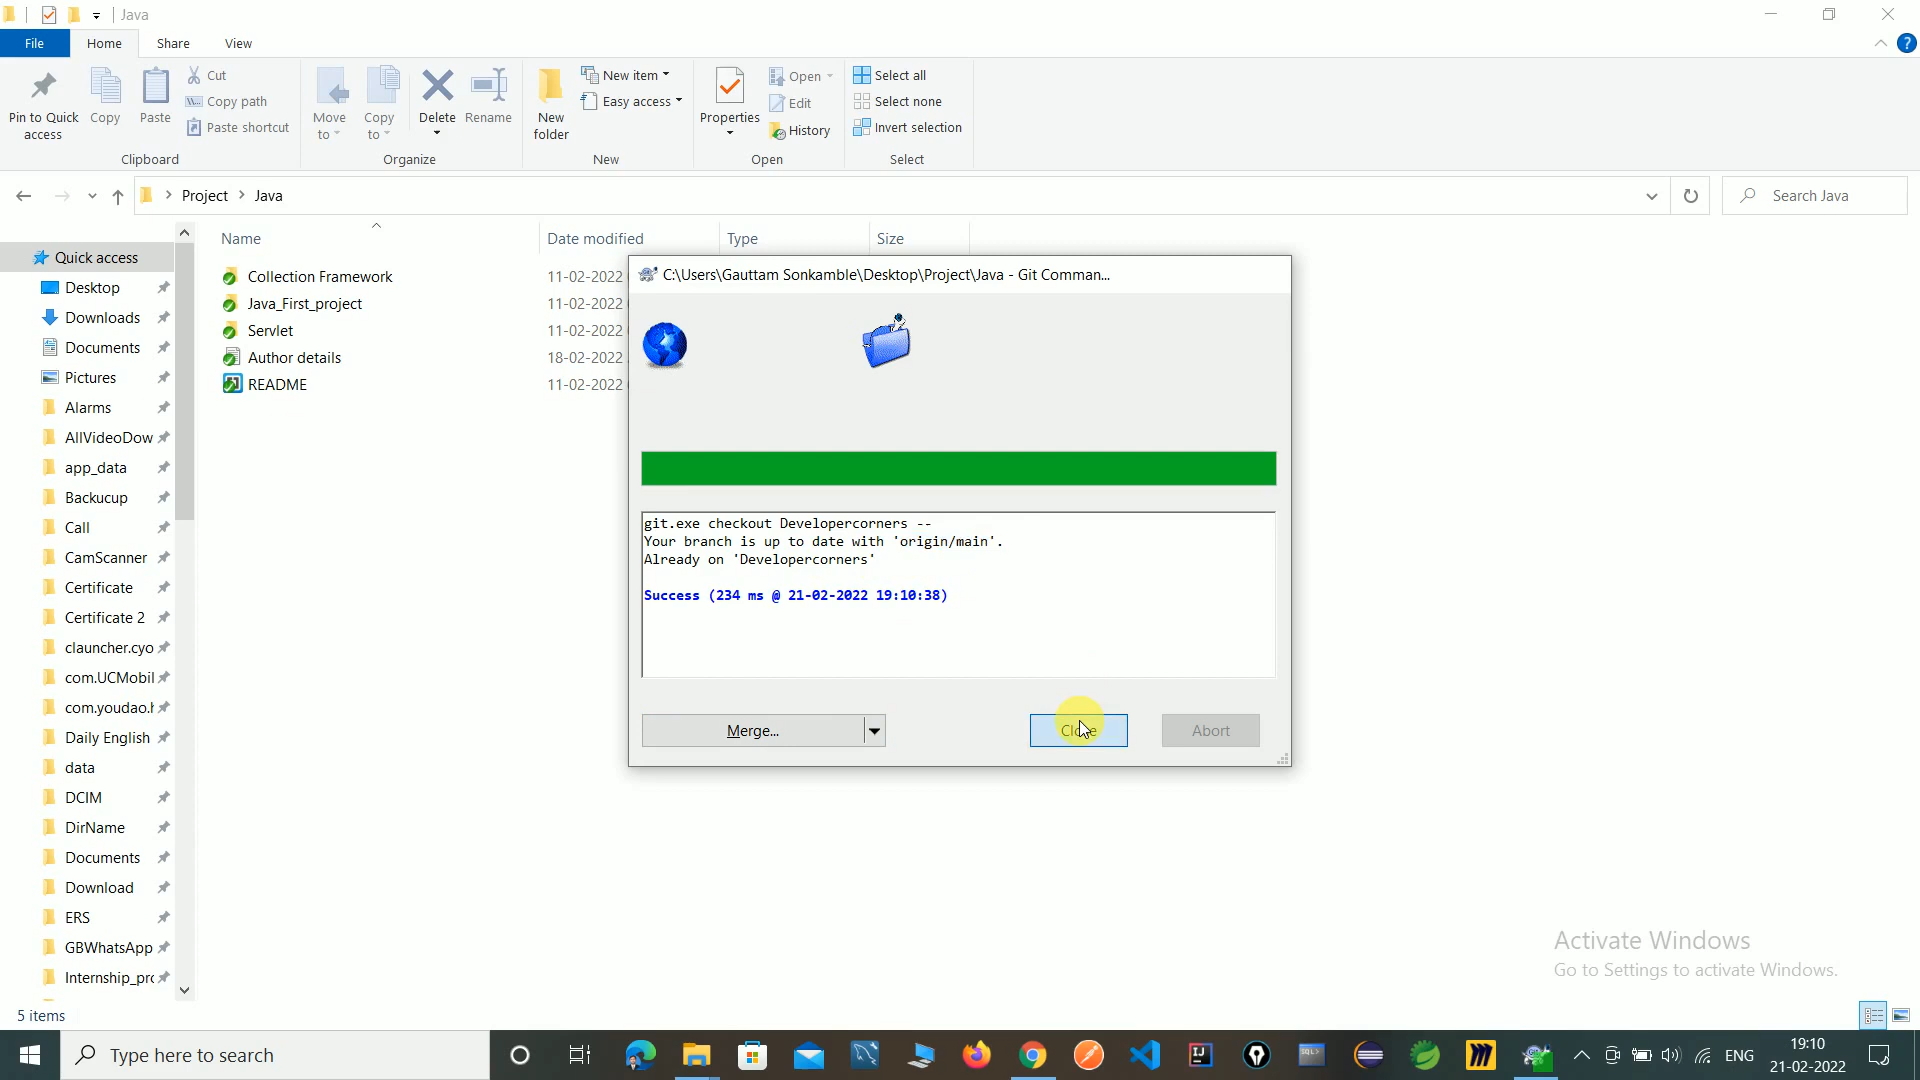 Java
File Home Share View
Pin to Quick access
Copy
Paste
Cut
Copy path
Paste shortcut
Clipboard
Move to
Copy to
Delete
Rename
Organize
New folder
New item
Easy access
New
Properties
Open
Edit
History
Open
Select all
Select none
Invert selection
Select
Project > Java
Search Java
Name Date modified Type Size
Quick access
Desktop
Downloads
Documents
Pictures
Alarms
AllVideoDow
app_data
Backucup
Call
CamScanner
Certificate
Certificate 2
clauncher.cyo
com.UCMobil
com.youdao.h
Daily English
data
DCIM
DirName
Documents
Download
ERS
GBWhatsApp
Internship_pro
Collection Framework 11-02-2022
Java_First_project 11-02-2022
Servlet 11-02-2022
Author details 18-02-2022
README 11-02-2022
C:\Users\Gauttam Sonkamble\Desktop\Project\Java - Git Comman...
git.exe checkout Developercorners --
Your branch is up to date with 'origin/main'.
Already on 'Developercorners'
Success (234 ms @ 21-02-2022 19:10:38)
Merge... Close Abort
Activate Windows
Go to Settings to activate Windows.
5 items
Type here to search
ENG
19:10
21-02-2022